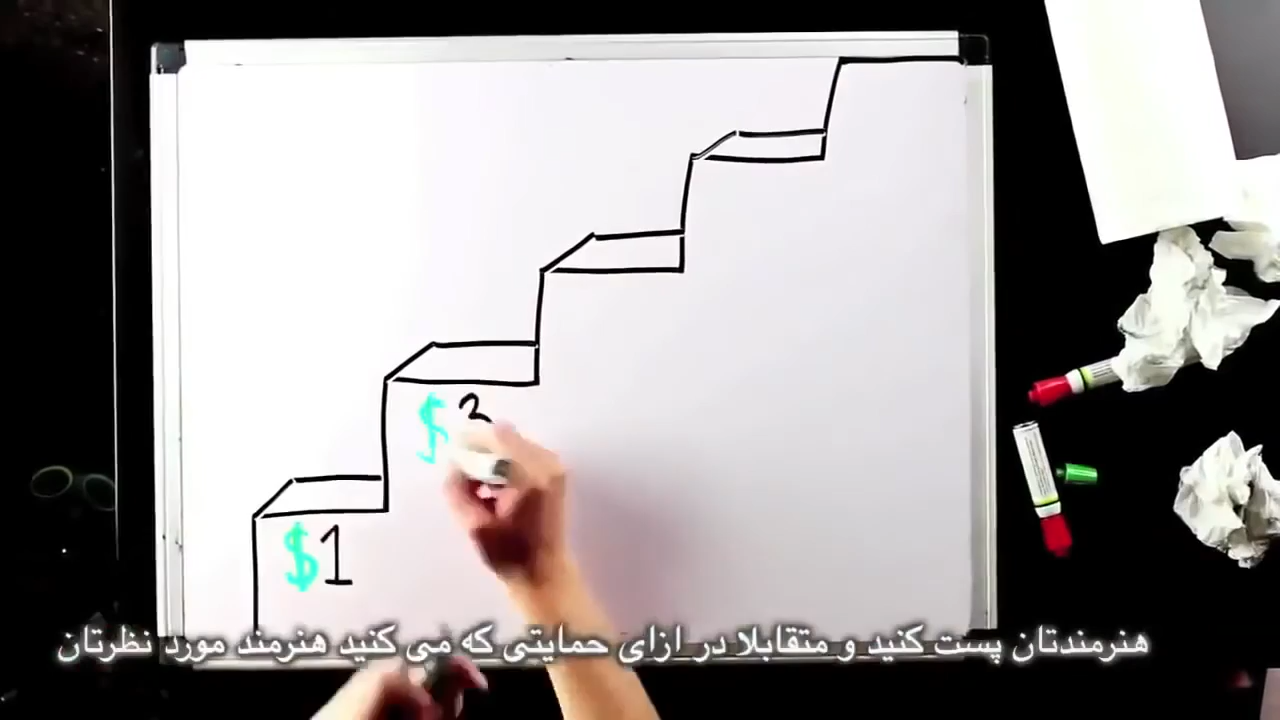 $1
$
هنرمندتان پست کنید و متقابلا در ازای حمایتی که می کنید هنرمند مورد نظرتان